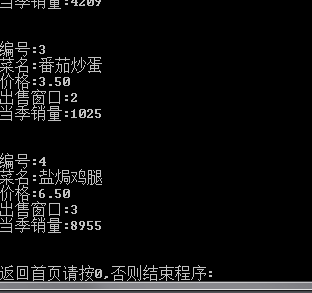 当季销量:4209
编号:3
菜名:番茄炒蛋
价格:3.50
出售窗口:2
当季销量:1025
编号:4
菜名:盐焗鸡腿
价格:6.50
出售窗口:3
当季销量:8955
返回首页请按0,否则结束程序: